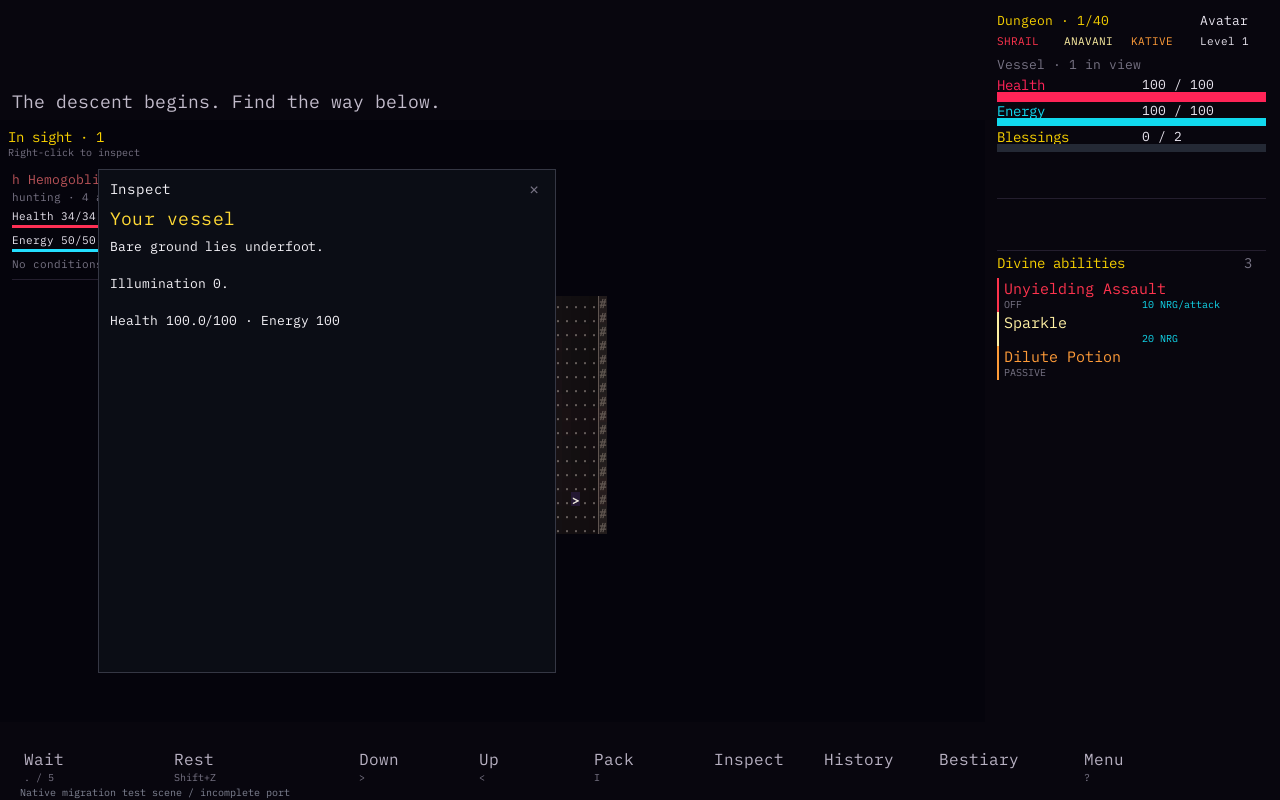 The descent begins. Find the way below.
In sight · 1
Right-click to inspect
h Hemogobli
hunting · 4
Health 34/34
Energy 50/50
No conditions
Inspect ×
Your vessel
Bare ground lies underfoot.
Illumination 0.
Health 100.0/100 · Energy 100
>
Dungeon · 1/40 Avatar
SHRAIL ANAVANI KATIVE Level 1
Vessel · 1 in view
Health 100 / 100
Energy 100 / 100
Blessings 0 / 2
Divine abilities 3
Unyielding Assault
OFF 10 NRG/attack
Sparkle
20 NRG
Dilute Potion
PASSIVE
Wait Rest Down Up Pack Inspect History Bestiary Menu
. / 5 Shift+Z > < I ?
Native migration test scene / incomplete port